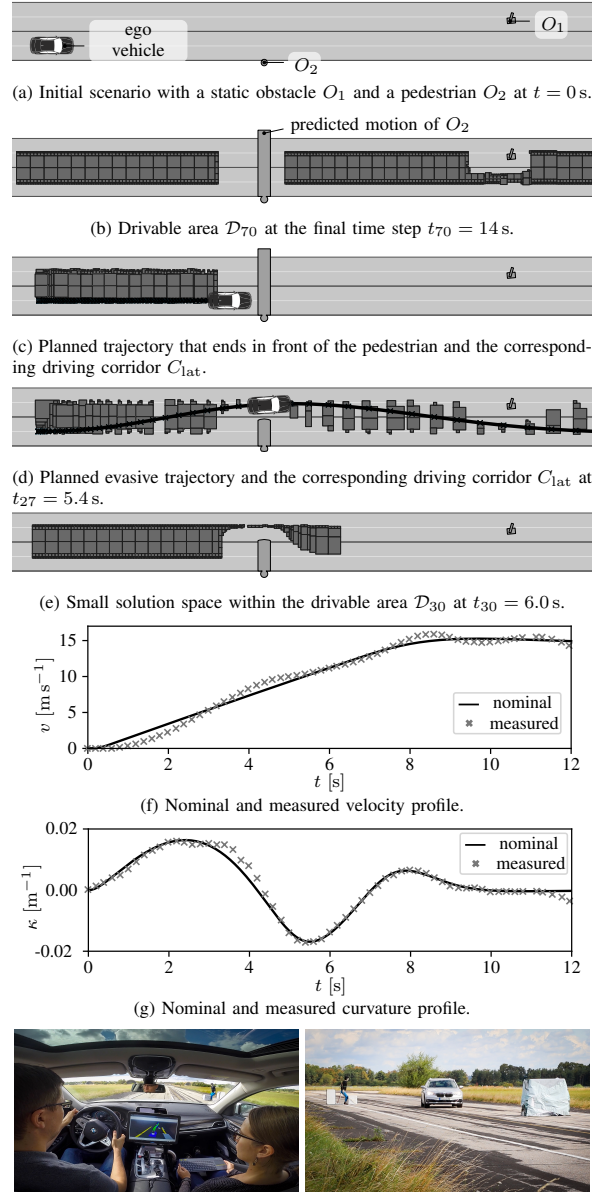 ego
vehicle
O₁
O₂
(a) Initial scenario with a static obstacle O₁ and a pedestrian O₂ at t = 0 s.
predicted motion of O₂
(b) Drivable area 𝒟₇₀ at the final time step t₇₀ = 14 s.
(c) Planned trajectory that ends in front of the pedestrian and the correspond-
ing driving corridor C_lat.
(d) Planned evasive trajectory and the corresponding driving corridor C_lat at
t₂₇ = 5.4 s.
(e) Small solution space within the drivable area 𝒟₃₀ at t₃₀ = 6.0 s.
15
10
5
0
v [m s⁻¹]
nominal
measured
0 2 4 6 8 10 12
t [s]
(f) Nominal and measured velocity profile.
0.02
0.00
-0.02
κ [m⁻¹]
nominal
measured
0 2 4 6 8 10 12
t [s]
(g) Nominal and measured curvature profile.